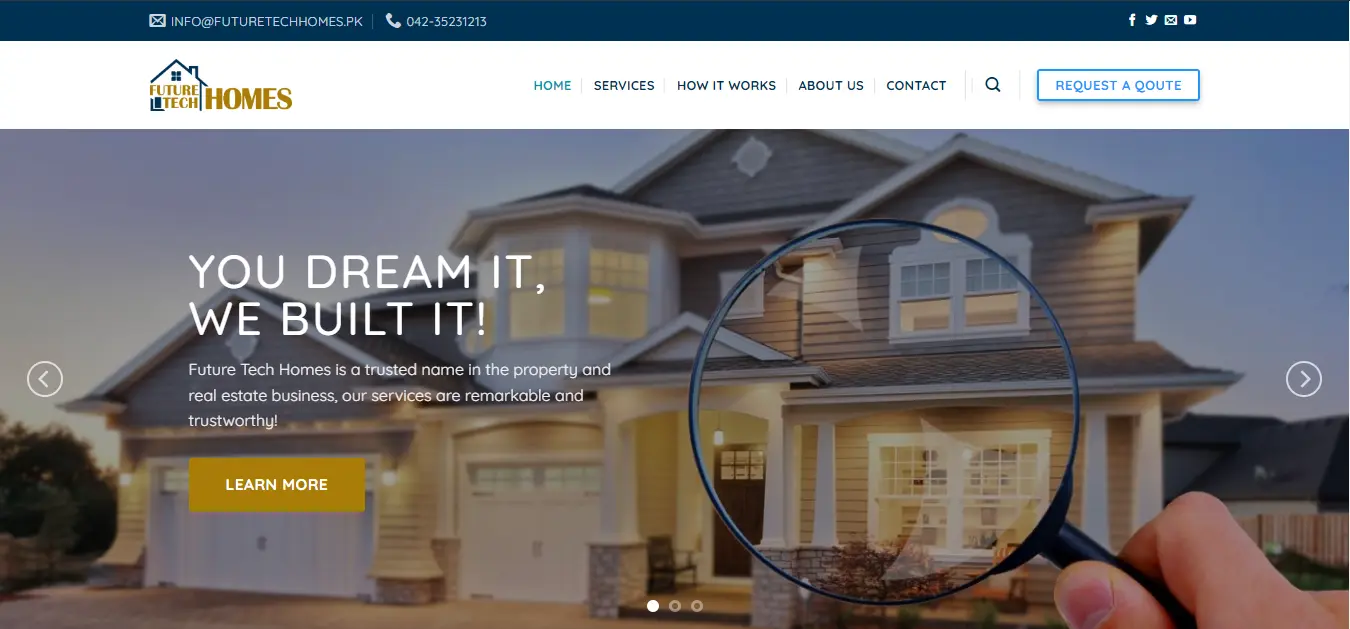 INFO@FUTURETECHHOMES.PK
042-35231213
FUTURE
TECH HOMES
HOME
SERVICES
HOW IT WORKS
ABOUT US
CONTACT
REQUEST A QOUTE
YOU DREAM IT,
WE BUILT IT!
Future Tech Homes is a trusted name in the property and
real estate business, our services are remarkable and
trustworthy!
LEARN MORE